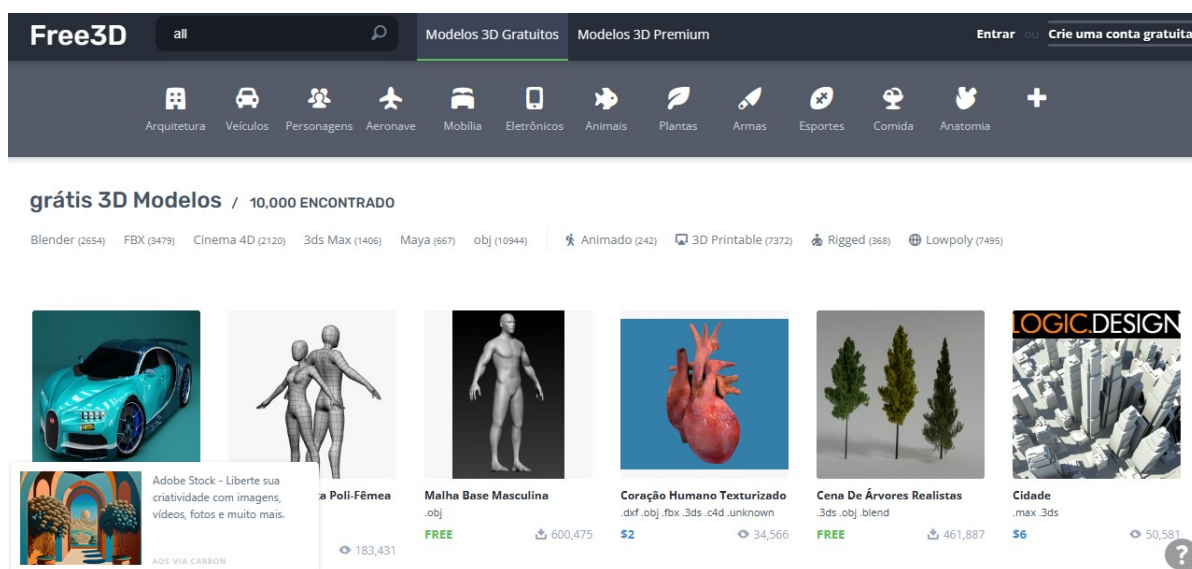 Free3D
all
Modelos 3D Gratuitos
Modelos 3D Premium
Entrar ou Crie uma conta gratuita
Arquitetura
Veículos
Personagens
Aeronave
Mobília
Eletrônicos
Animais
Plantas
Armas
Esportes
Comida
Anatomia
grátis 3D Modelos / 10,000 ENCONTRADO
Blender (2654) FBX (3479) Cinema 4D (2120) 3ds Max (1406) Maya (667) obj (10944) Animado (242) 3D Printable (7372) Rigged (368) Lowpoly (7495)
LOGIC.DESIGN
Adobe Stock - Liberte sua
criatividade com imagens,
vídeos, fotos e muito mais.
ADS VIA CARBON
Poli-Fêmea
183,431
Malha Base Masculina
.obj
FREE 600,475
Coração Humano Texturizado
.dxf .obj .fbx .3ds .c4d .unknown
$2 34,566
Cena De Árvores Realistas
.3ds .obj .blend
FREE 461,887
Cidade
.max .3ds
$6 50,581
?